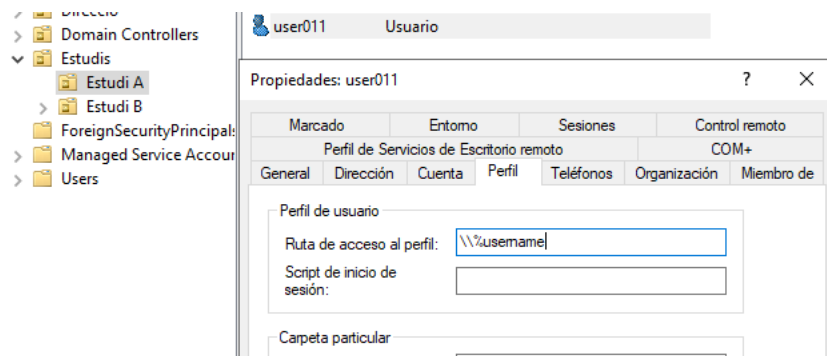 Direcció
Domain Controllers
Estudis
Estudi A
Estudi B
ForeignSecurityPrincipals
Managed Service Accour
Users
user011 Usuario
Propiedades: user011 ?
Marcado Entorno Sesiones Control remoto
Perfil de Servicios de Escritorio remoto COM+
General Dirección Cuenta Perfil Teléfonos Organización Miembro de
Perfil de usuario
Ruta de acceso al perfil: \\%username
Script de inicio de
sesión:
Carpeta particular